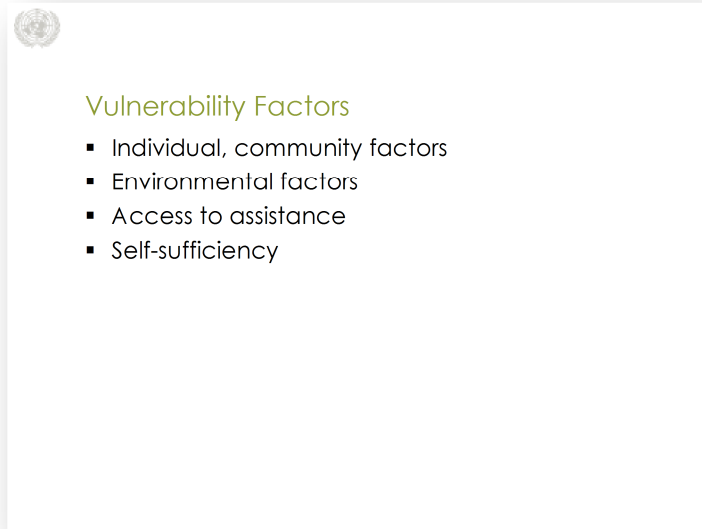 Vulnerability Factors
▪ Individual, community factors
▪ Environmental factors
▪ Access to assistance
▪ Self-sufficiency